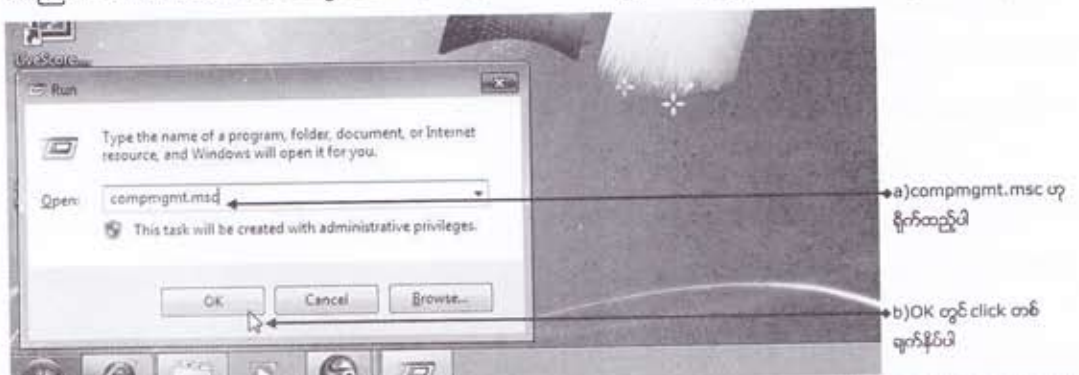 LiveScore...
Run
Type the name of a program, folder, document, or Internet
resource, and Windows will open it for you.
Open: compmgmt.msc
This task will be created with administrative privileges.
OK Cancel Browse...
a)compmgmt.msc ဟု
ရိုက်ထည့်ပါ
b)OK တွင် click တစ်
ချက်နှိပ်ပါ